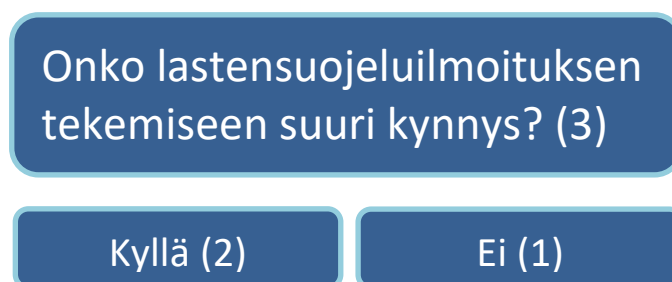 Onko lastensuojeluilmoituksen
tekemiseen suuri kynnys? (3)
Kyllä (2)
Ei (1)